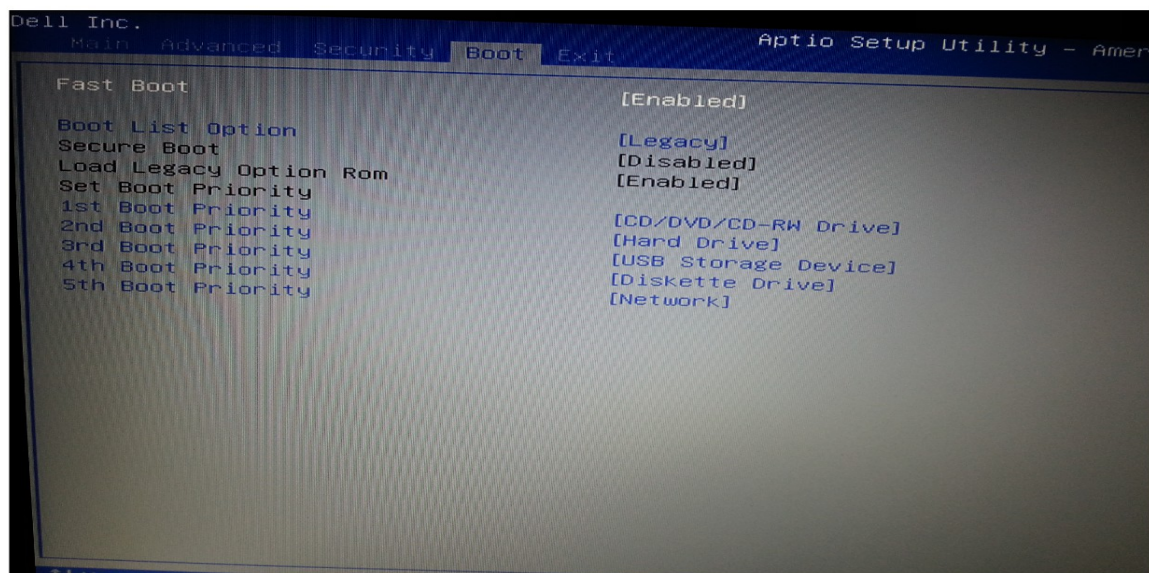 Dell Inc.
Aptio Setup Utility - Amer
Main Advanced Security Boot Exit
Fast Boot [Enabled]
Boot List Option [Legacy]
Secure Boot [Disabled]
Load Legacy Option Rom [Enabled]
Set Boot Priority
1st Boot Priority [CD/DVD/CD-RW Drive]
2nd Boot Priority [Hard Drive]
3rd Boot Priority [USB Storage Device]
4th Boot Priority [Diskette Drive]
5th Boot Priority [Network]